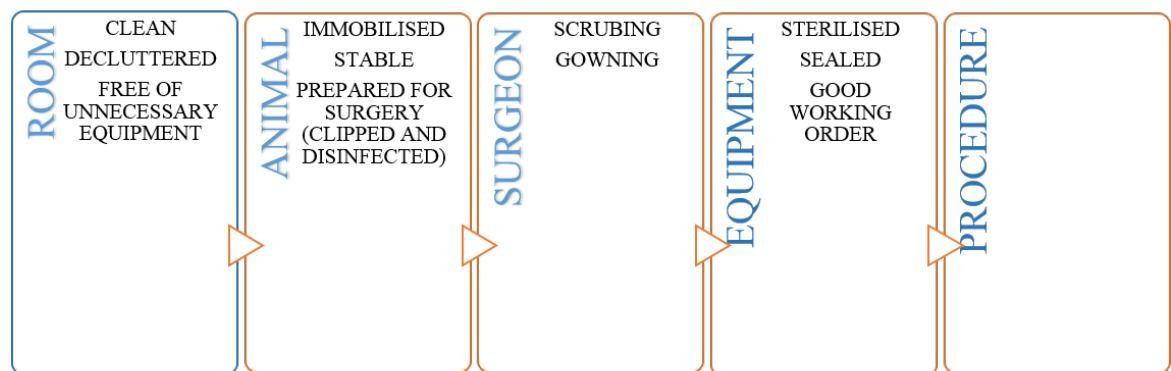 ROOM
CLEAN
DECLUTTERED
FREE OF
UNNECESSARY
EQUIPMENT
ANIMAL
IMMOBILISED
STABLE
PREPARED FOR
SURGERY
(CLIPPED AND
DISINFECTED)
SURGEON
SCRUBING
GOWNING
EQUIPMENT
STERILISED
SEALED
GOOD
WORKING
ORDER
PROCEDURE